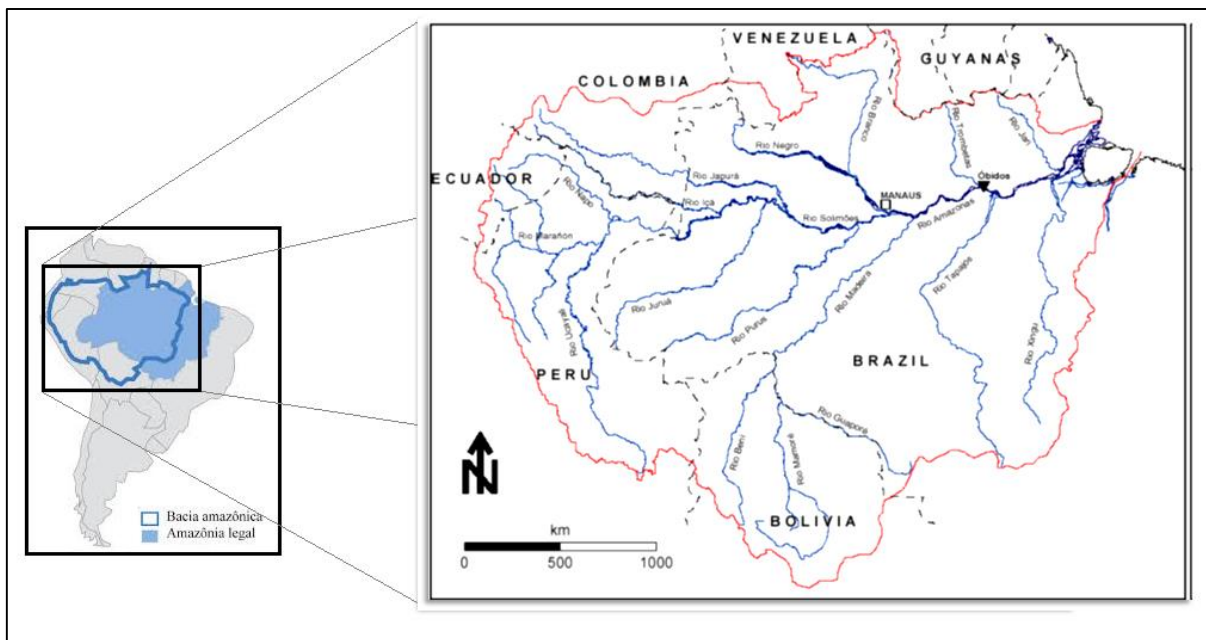 VENEZUELA
GUYANAS
COLOMBIA
Rio Branco
Rio Trombetas
Rio Jari
Rio Negro
ECUADOR
Rio Japurá
Óbidos
Rio Napo
MANAUS
Rio Içá
Rio Amazonas
Rio Solimões
Rio Marañón
Rio Tapajos
Rio Madeira
Rio Juruá
Rio Purus
Rio Xingu
Rio Ucayali
PERU
BRAZIL
Rio Guaporé
Rio Beni
Rio Mamoré
N
Bacia amazônica
Amazônia legal
BOLIVIA
km
0 500 1000